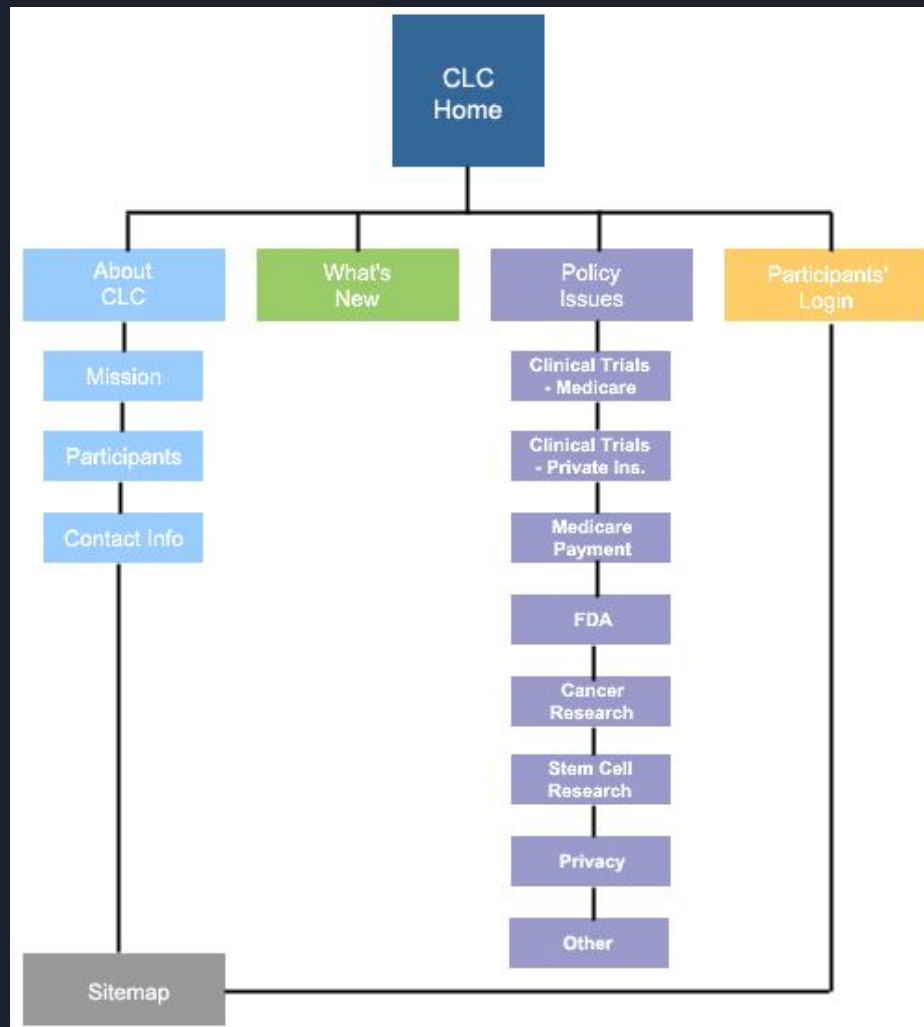 CLC
Home
About
CLC
What's
New
Policy
Issues
Participants'
Login
Mission
Participants
Contact Info
Clinical Trials
- Medicare
Clinical Trials
- Private Ins.
Medicare
Payment
FDA
Cancer
Research
Stem Cell
Research
Privacy
Other
Sitemap